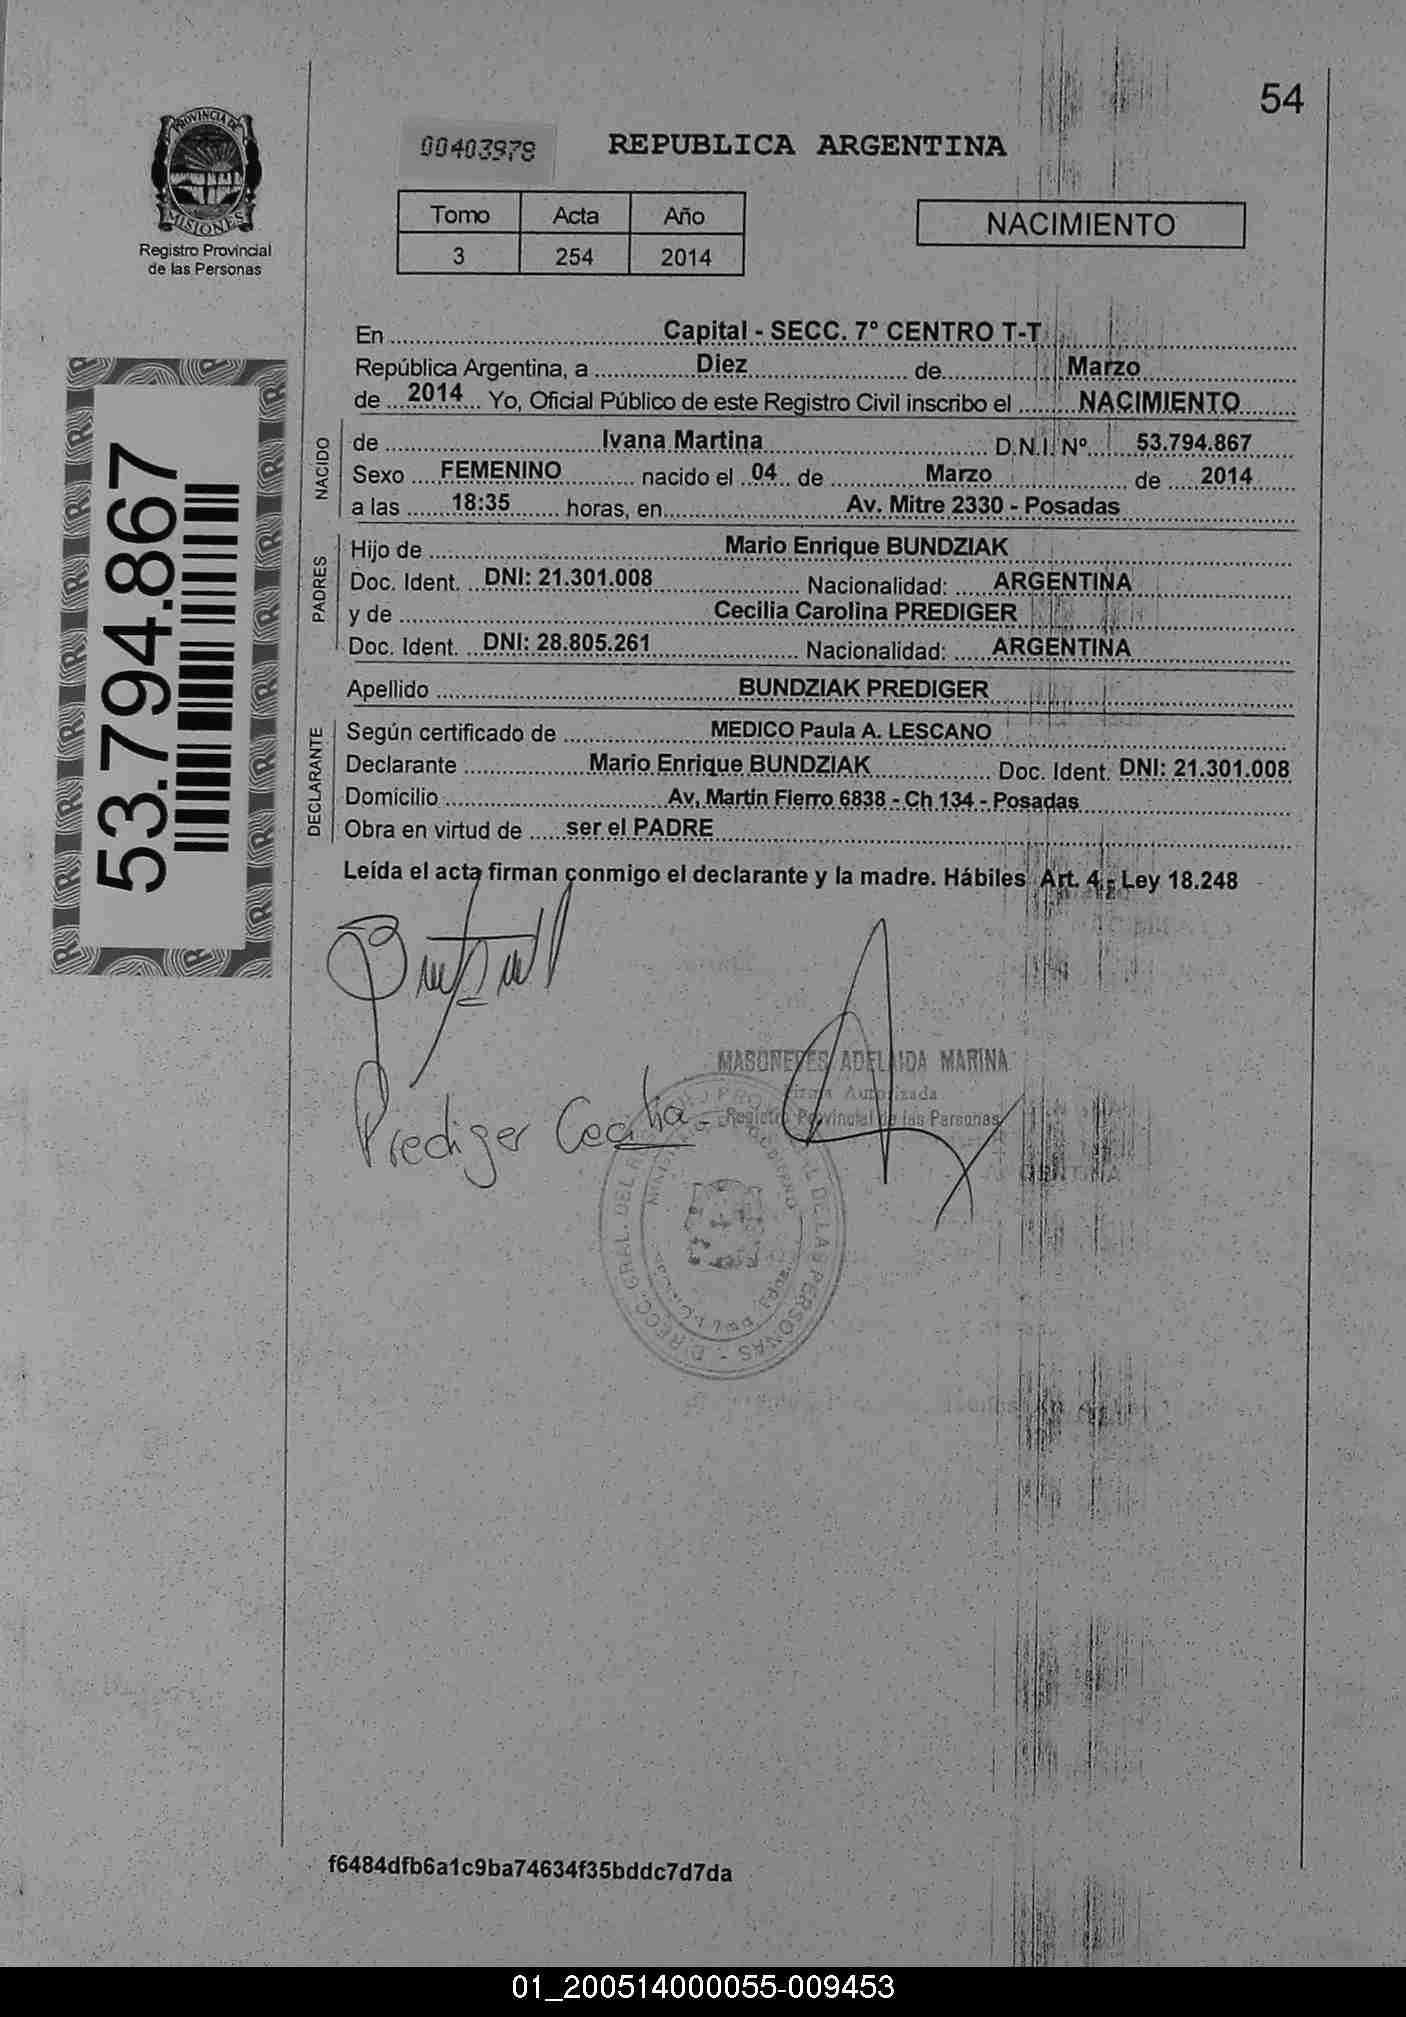 54
PROVINCIA DE
MISIONES
Registro Provincial
de las Personas
00403978
REPUBLICA ARGENTINA
Tomo Acta Año
3 254 2014
NACIMIENTO
53.794.867
En Capital - SECC. 7° CENTRO T-T
República Argentina, a Diez de Marzo
de 2014 Yo, Oficial Público de este Registro Civil inscribo el NACIMIENTO
NACIDO
de Ivana Martina D.N.I. Nº 53.794.867
Sexo FEMENINO nacido el 04 de Marzo de 2014
a las 18:35 horas, en Av. Mitre 2330 - Posadas
PADRES
Hijo de Mario Enrique BUNDZIAK
Doc. Ident. DNI: 21.301.008 Nacionalidad: ARGENTINA
y de Cecilia Carolina PREDIGER
Doc. Ident. DNI: 28.805.261 Nacionalidad: ARGENTINA
Apellido BUNDZIAK PREDIGER
DECLARANTE
Según certificado de MEDICO Paula A. LESCANO
Declarante Mario Enrique BUNDZIAK Doc. Ident. DNI: 21.301.008
Domicilio Av, Martin Fierro 6838 - Ch 134 - Posadas
Obra en virtud de ser el PADRE
Leída el acta firman conmigo el declarante y la madre. Hábiles Art. 4 - Ley 18.248
ADELAIDA MARINA
Firma Autorizada
Registro Provincial de las Personas
Prediger Cecilia
DIRECC. GRAL. DEL DE LAS PERSONAS
f6484dfb6a1c9ba74634f35bddc7d7da
01_200514000055-009453